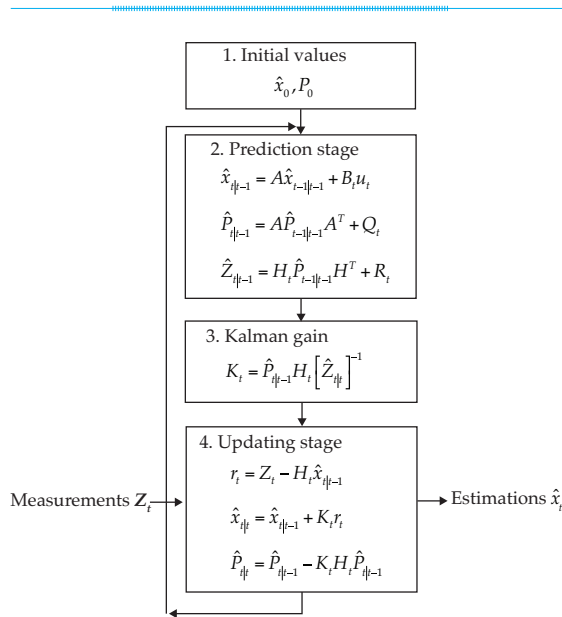 1. Initial values
x̂₀, P₀
2. Prediction stage
x̂_{t|t-1} = Ax̂_{t-1|t-1} + B_t u_t
P̂_{t|t-1} = AP̂_{t-1|t-1} A^T + Q_t
Ẑ_{t|t-1} = H_t P̂_{t-1|t-1} H^T + R_t
3. Kalman gain
K_t = P̂_{t|t-1} H_t [Ẑ_{t|t}]^{-1}
4. Updating stage
r_t = Z_t − H_t x̂_{t|t-1}
Measurements Z_t
x̂_{t|t} = x̂_{t|t-1} + K_t r_t
Estimations x̂_t
P̂_{t|t} = P̂_{t|t-1} − K_t H_t P̂_{t|t-1}